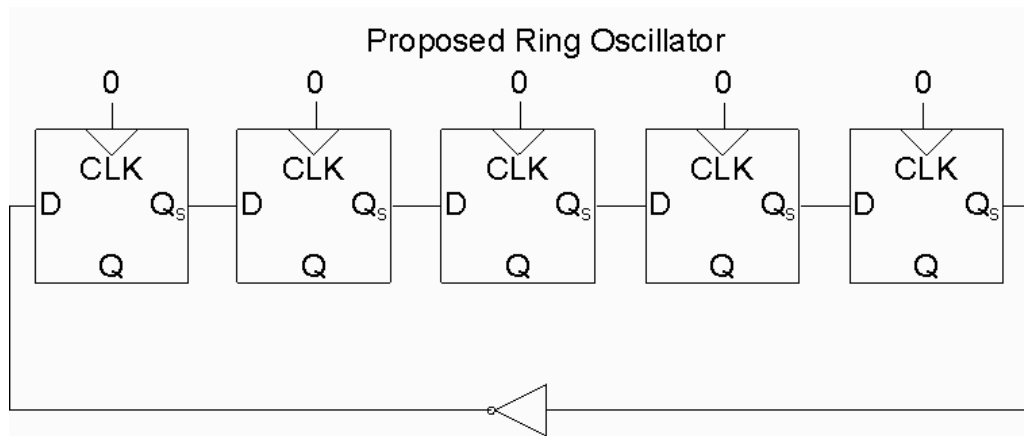 Proposed Ring Oscillator
0 0 0 0 0
CLK CLK CLK CLK CLK
D Qs D Qs D Qs D Qs D Qs
Q Q Q Q Q